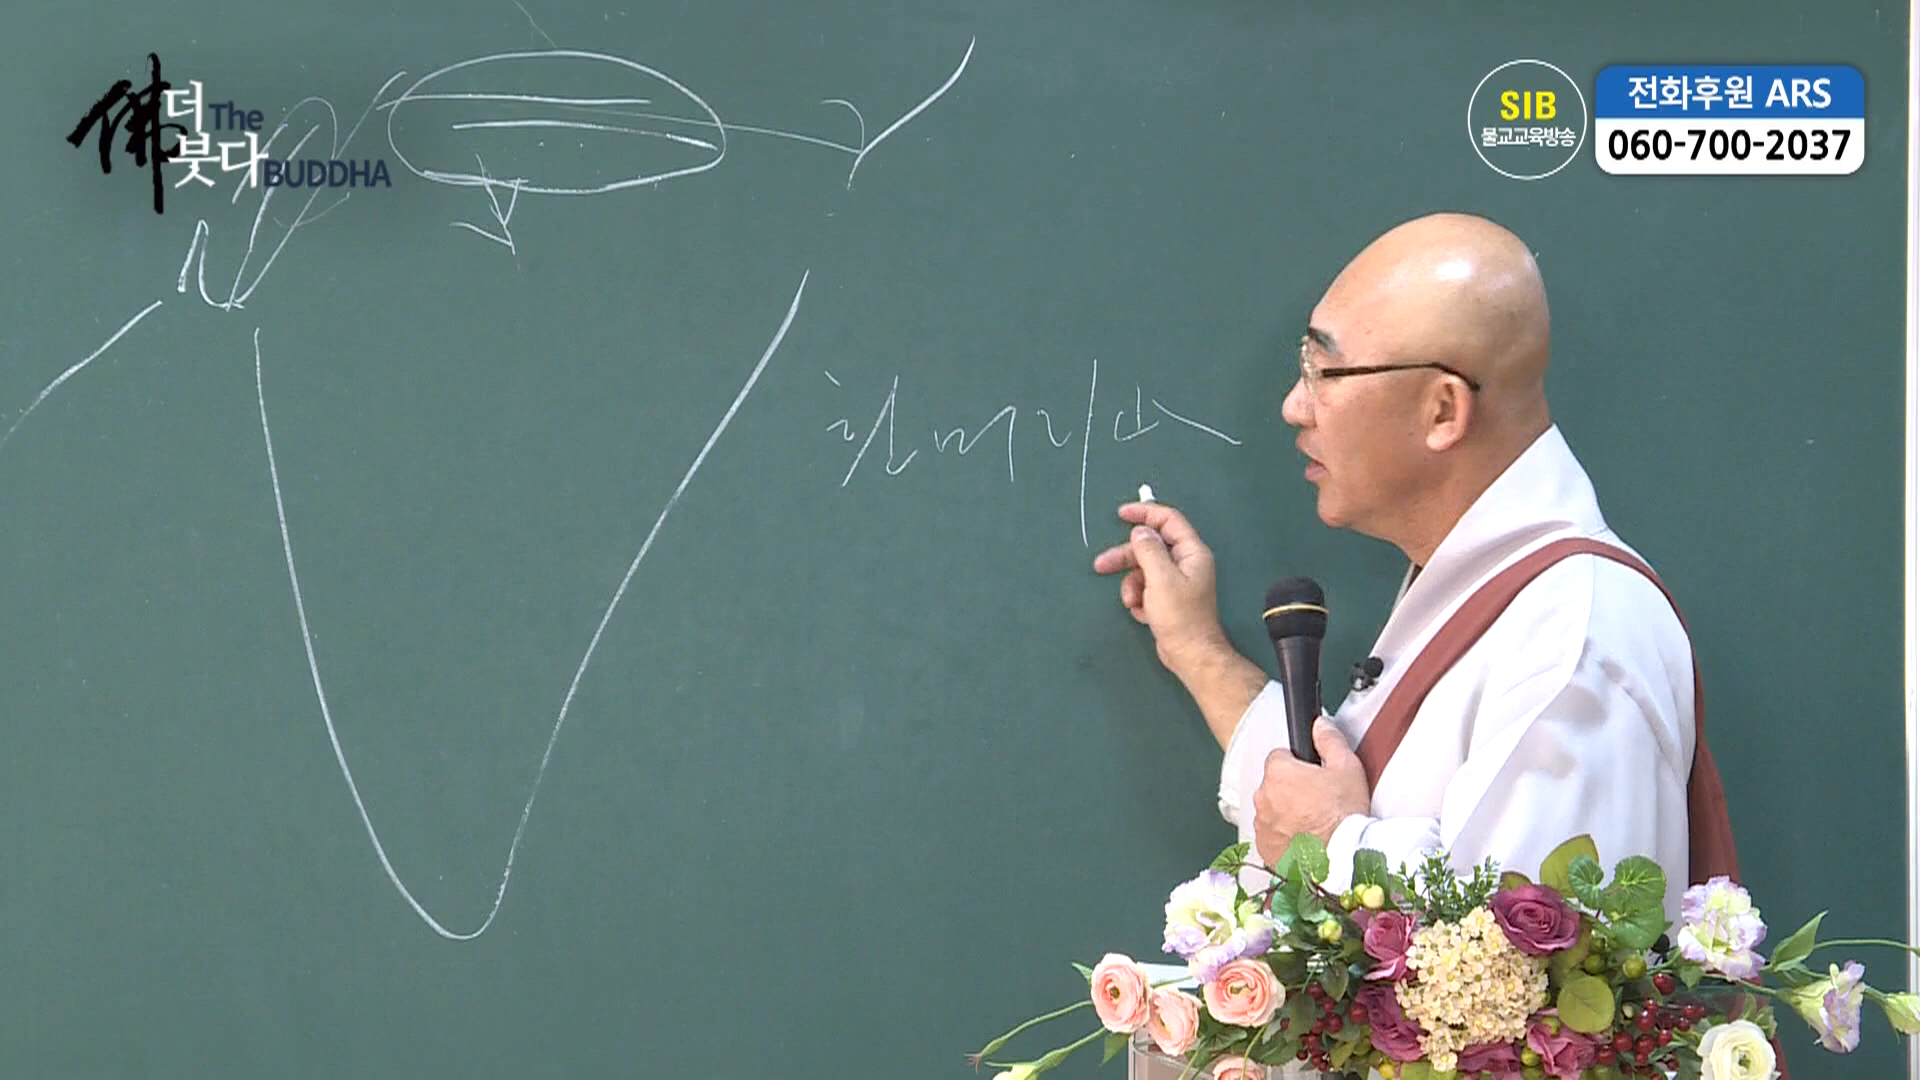 佛 더 The
붓다 BUDDHA
SIB
불교교육방송
전화후원 ARS
060-700-2037